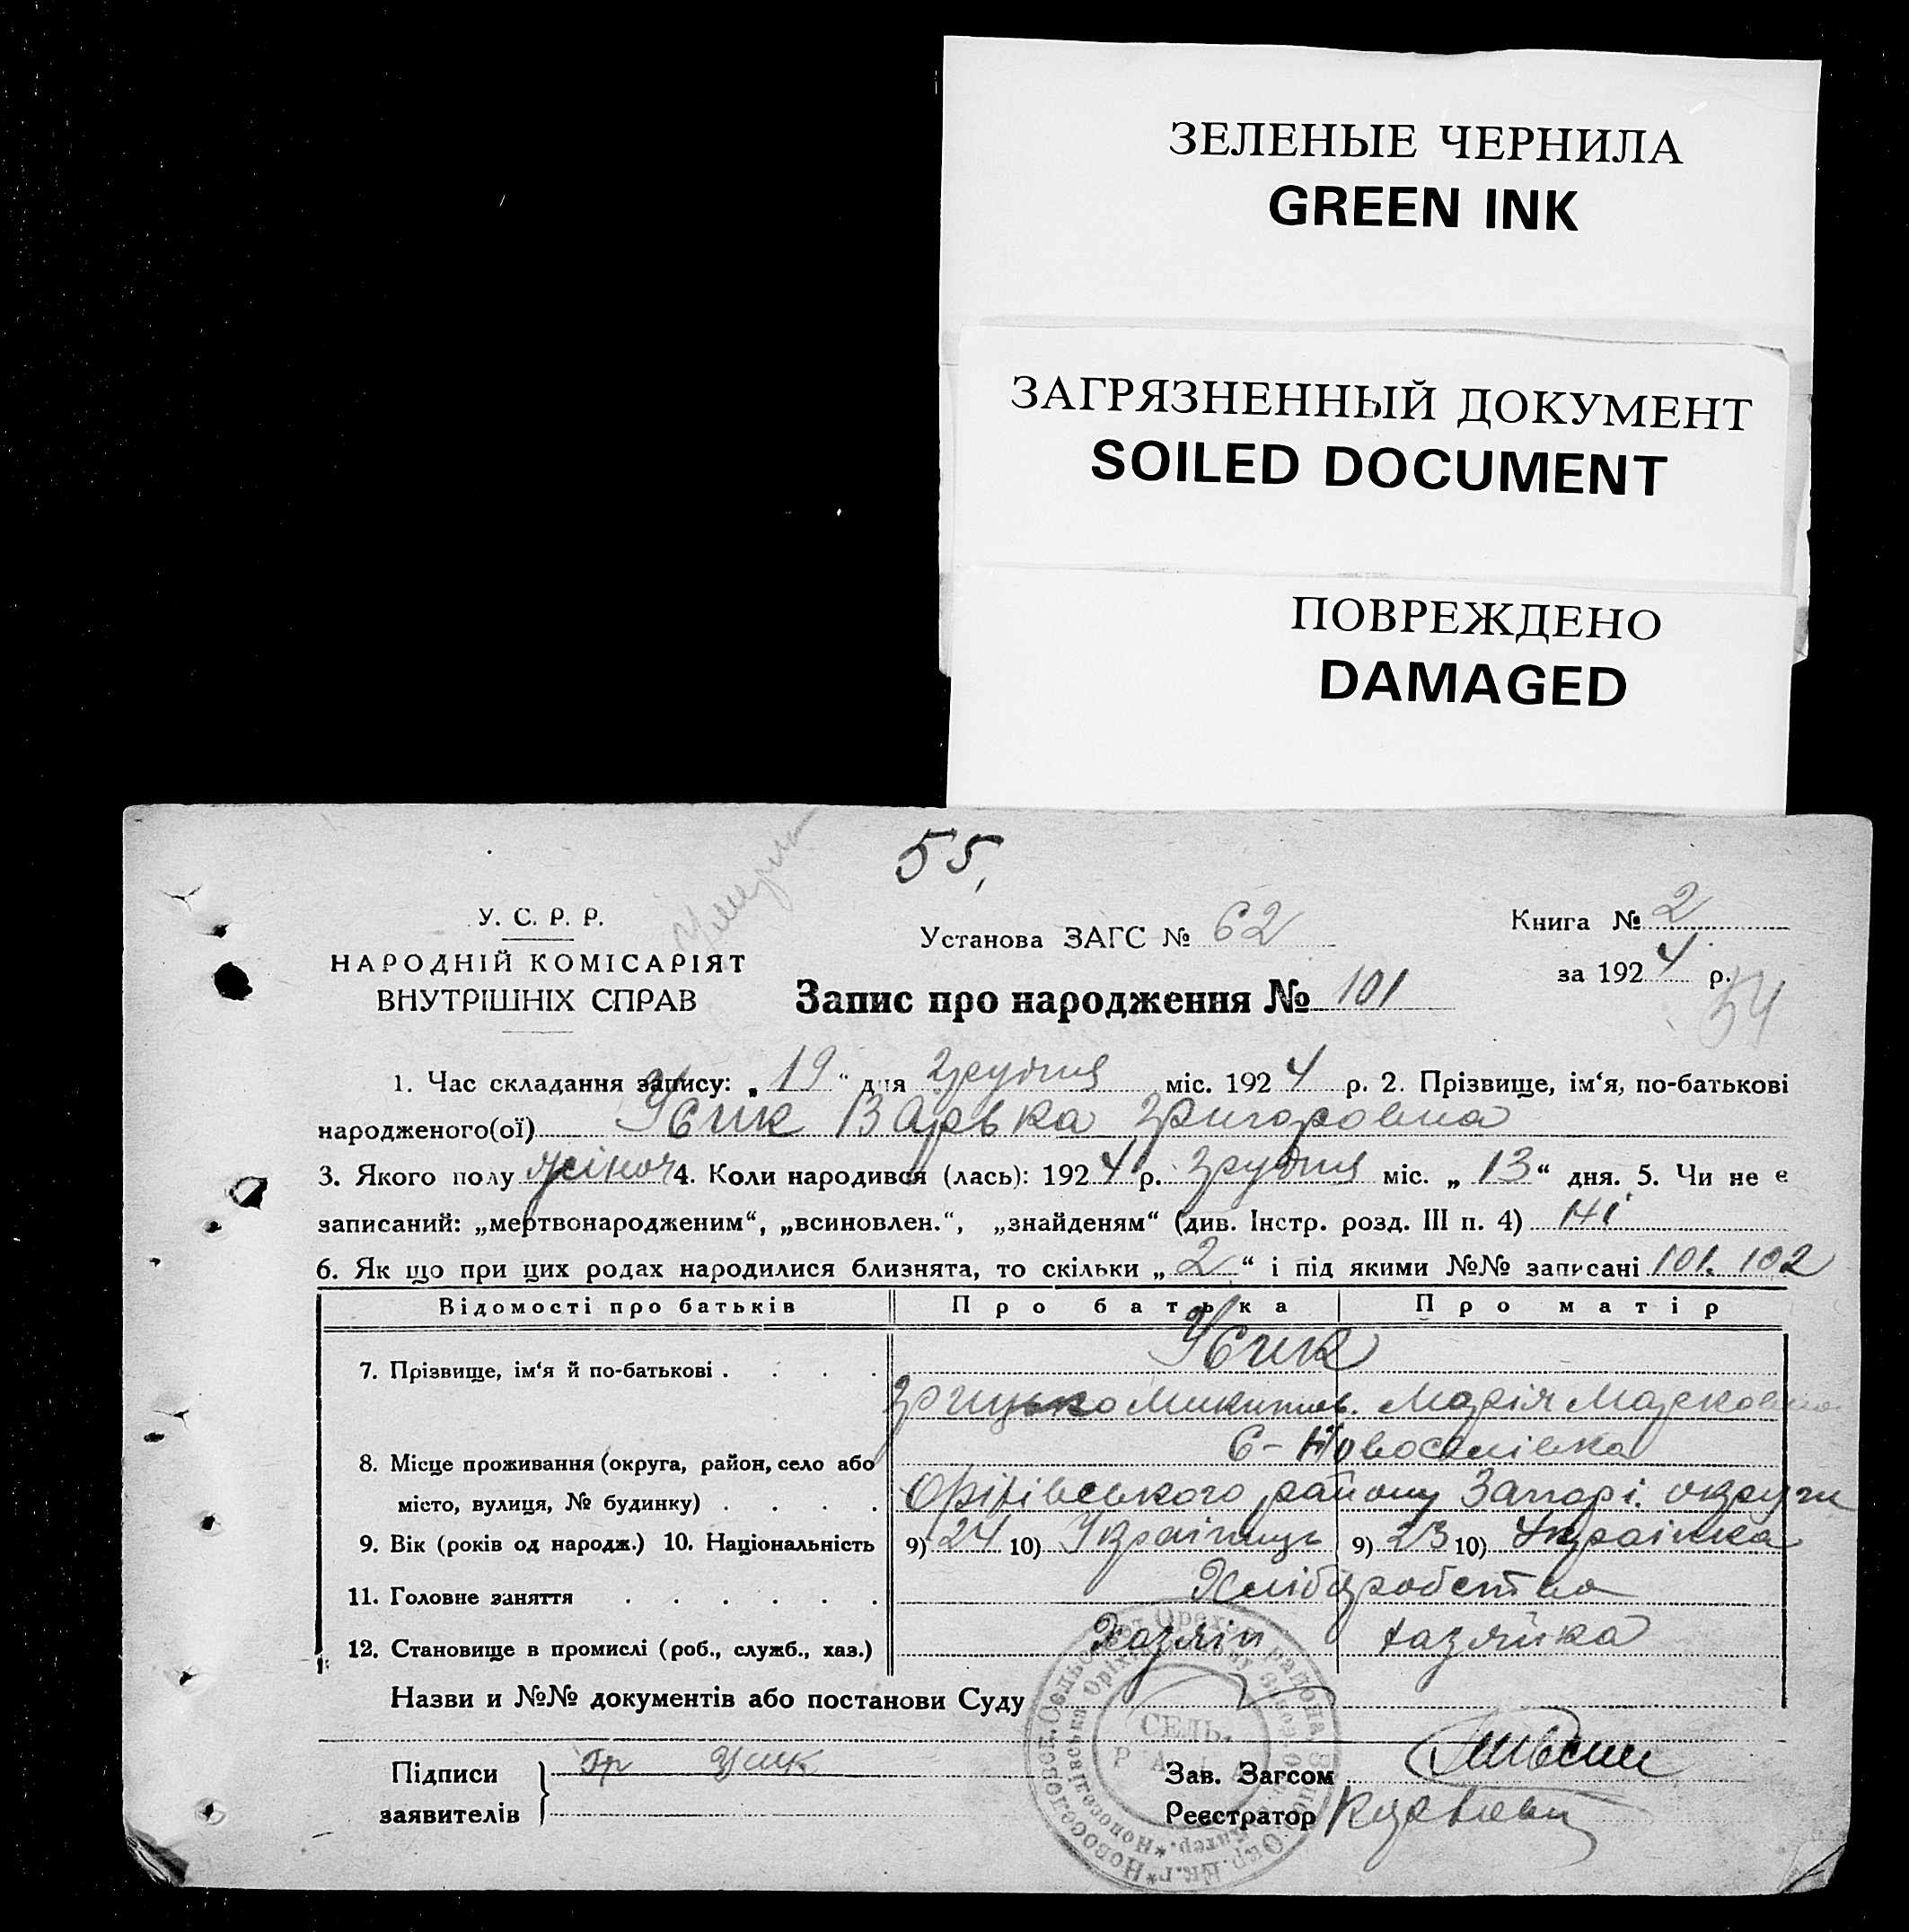 ЗЕЛЕНЫЕ ЧЕРНИЛА
GREEN INK
ЗАГРЯЗНЕННЫЙ ДОКУМЕНТ
SOILED DOCUMENT
ПОВРЕЖДЕНО
DAMAGED
55,
У. С. Р. Р.
НАРОДНІЙ КОМІСАРІЯТ
ВНУТРІШНІХ СПРАВ
Установа ЗАГС № 62
Книга № 2
за 1924 р.
54
Запис про народження № 101
1. Час складання запису: „ 19 “ дня грудня міс. 1924 р. 2. Прізвище, ім‘я, по-батькові
народженого(ої) Усик Варька Григоровна
3. Якого полу жіноч 4. Коли народився (лась): 1924 р. грудня міс. „ 13 “ дня. 5. Чи не є
записаний: „мертвонародженим“, „всиновлен.“, „знайденям“ (див. Інстр. розд. III п. 4) Ні
6. Як що при цих родах народилися близнята, то скільки „ 2 “ і під якими №№ записані 101. 102
Відомості про батьків Про батька Про матір
7. Прізвище, ім‘я й по-батькові . . . . Усик
Грицько Микитов. Марія Марковна
8. Місце проживання (округа, район, село або С- Новоселівка
місто, вулиця, № будинку) . . . . Оріхівського району Запорі. округи
9. Вік (років од народж.) 10. Національність 9) 24 10) Українець 9) 23 10) Українка
11. Головне заняття . . . . . . Хліборобство
12. Становище в промислі (роб., служб., хаз.) Хазяїн хазяйка
Назви и №№ документів або постанови Суду
СЕЛЬ.
РАДА
Підписи гр Усик
заявителів
Зав. Загсом
Реєстратор